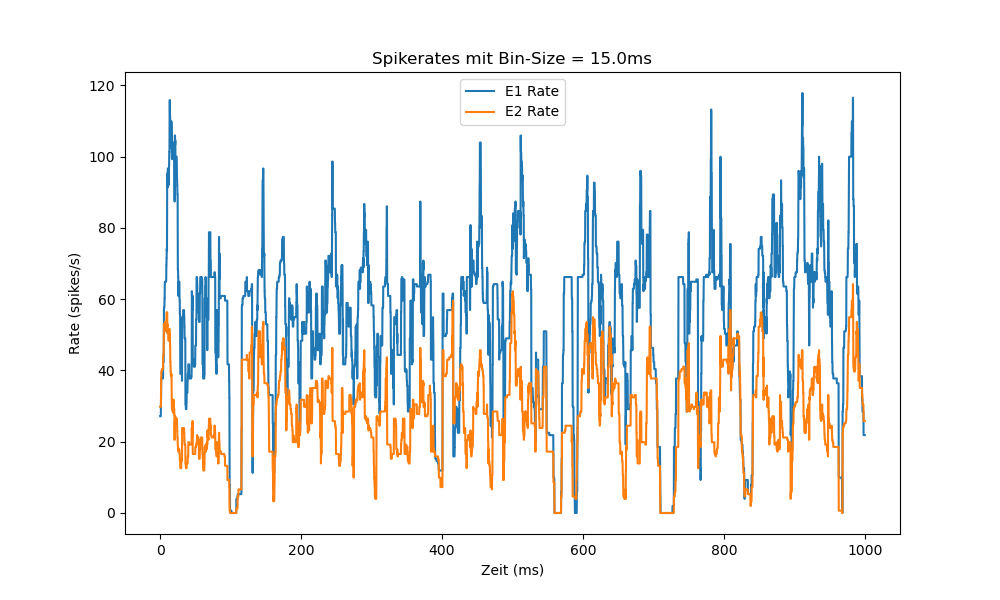 Spikerates mit Bin-Size = 15.0ms
E1 Rate
E2 Rate
Rate (spikes/s)
120
100
80
60
40
20
0
0 200 400 600 800 1000
Zeit (ms)